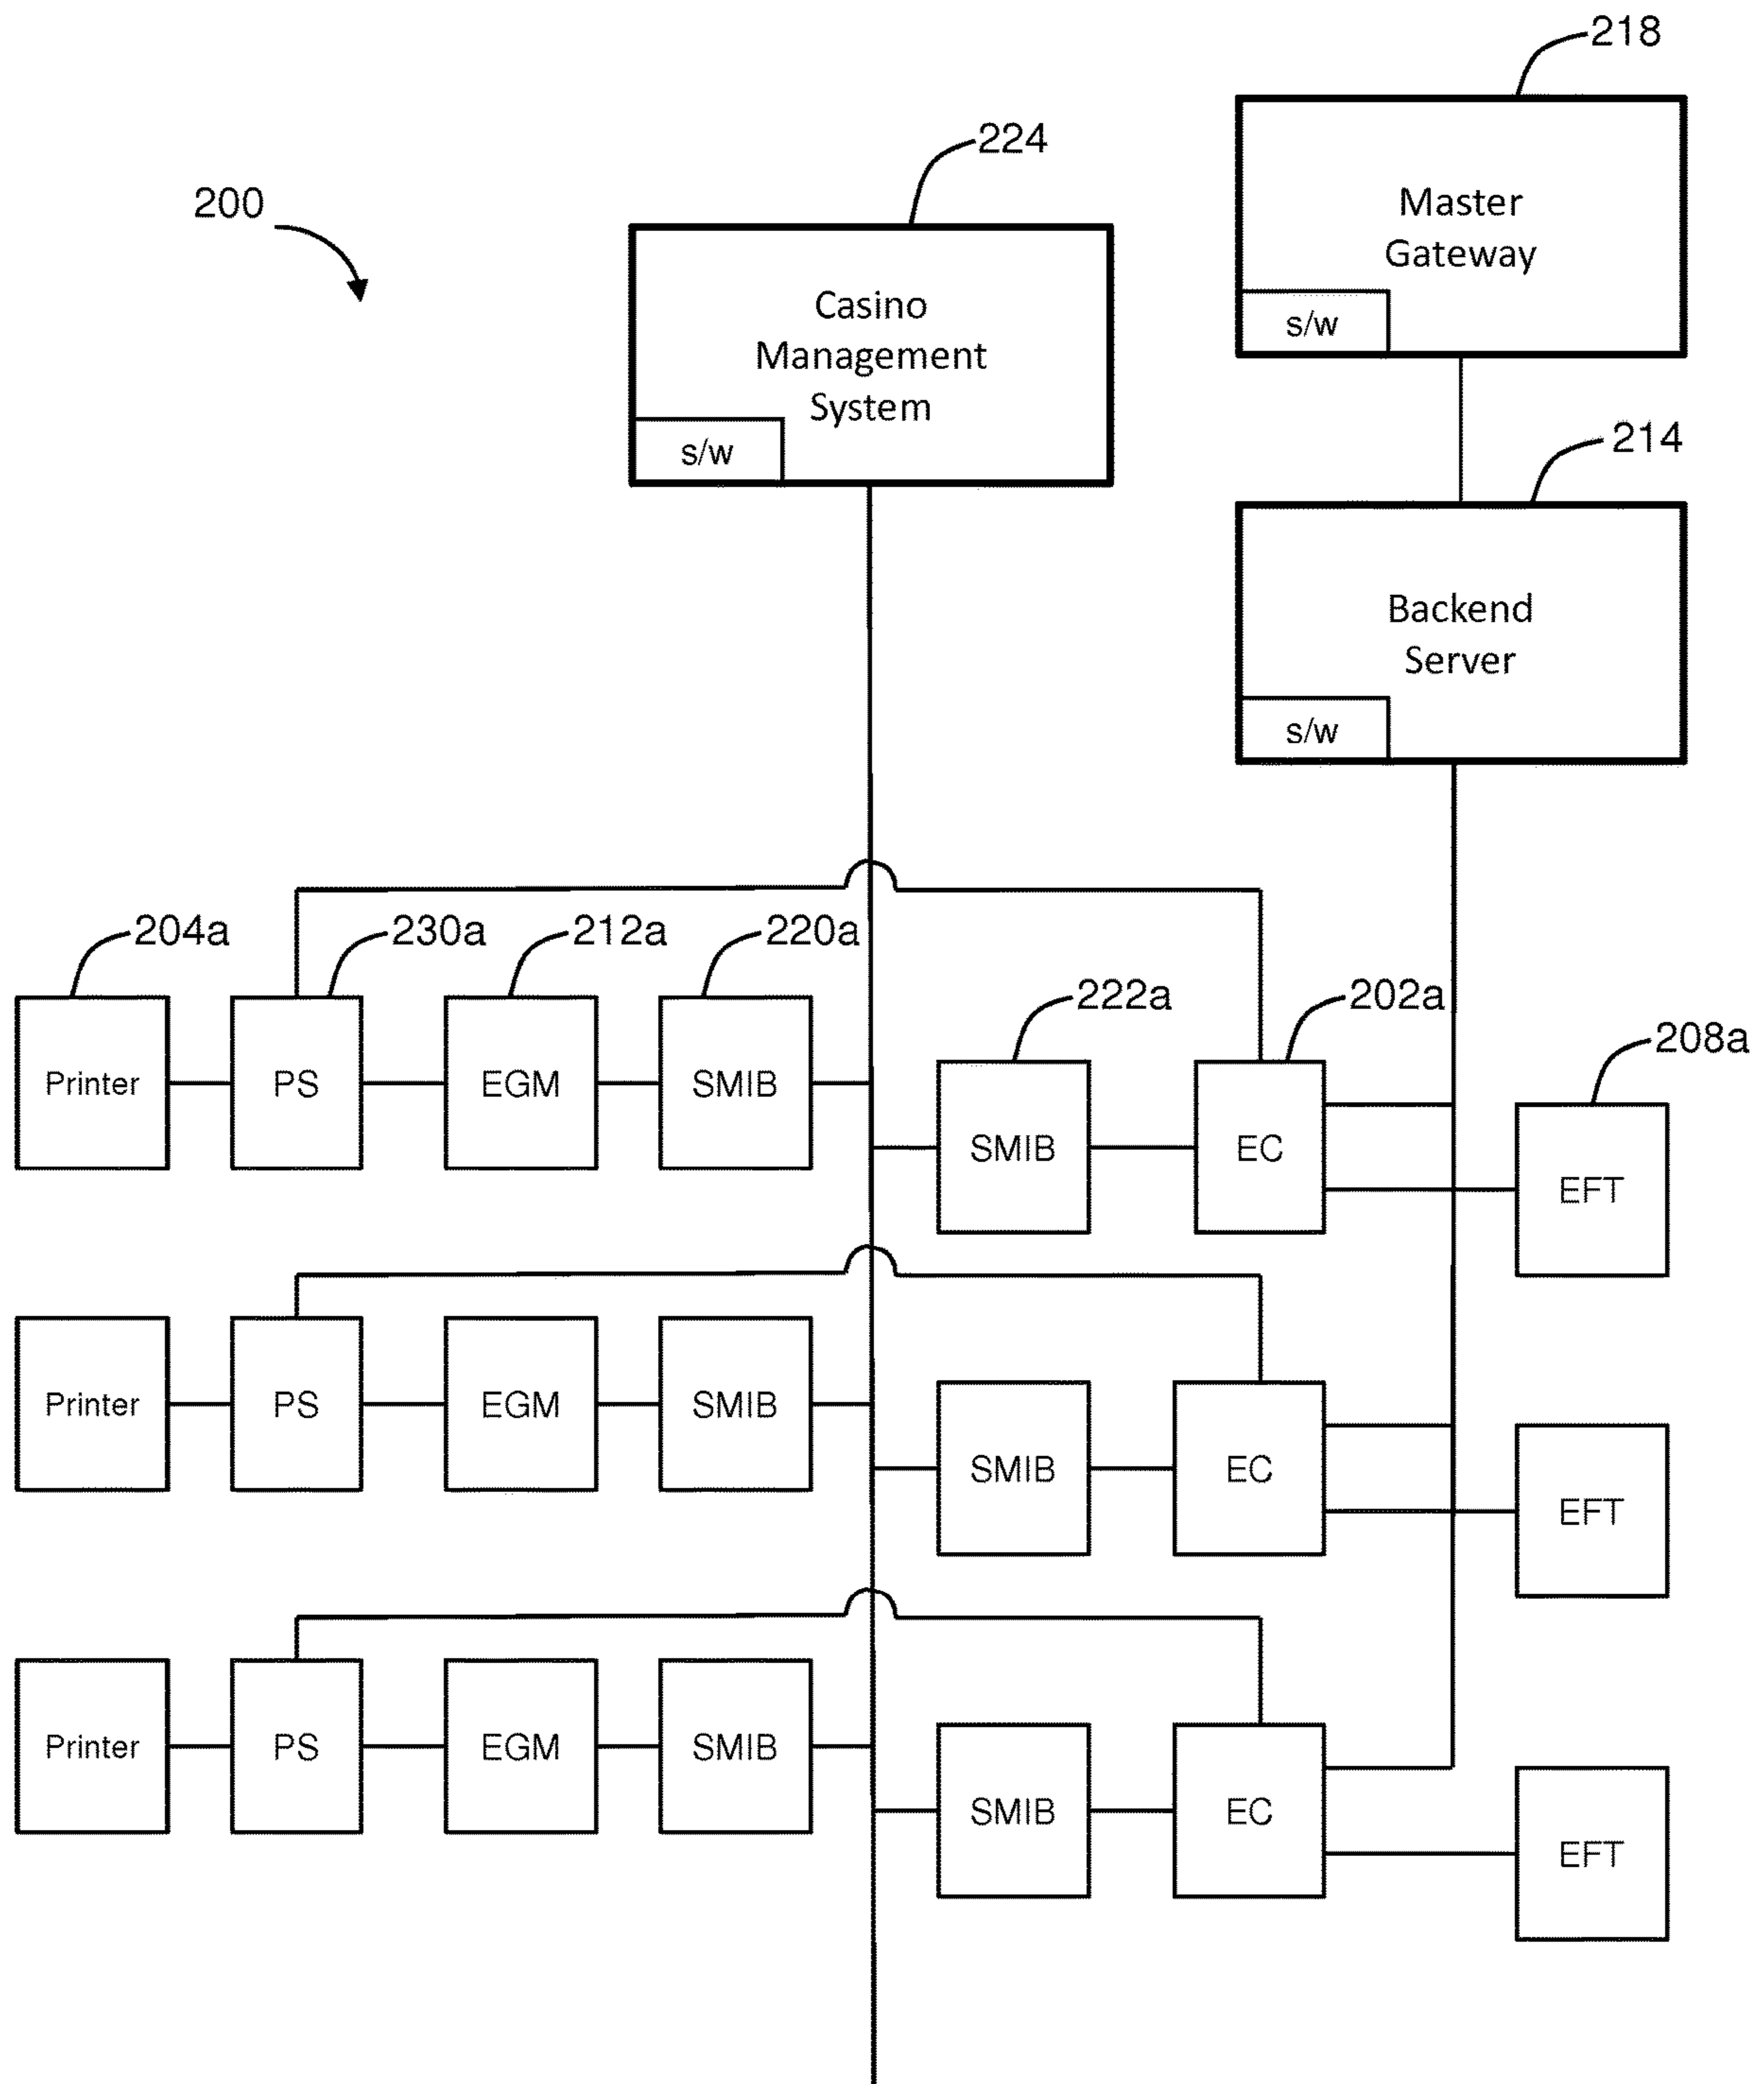 218
224
200
Master
Gateway
s/w
Casino
Management
System
s/w
214
Backend
Server
s/w
204a
230a
212a
220a
222a
202a
208a
Printer
PS
EGM
SMIB
SMIB
EC
EFT
Printer
PS
EGM
SMIB
SMIB
EC
EFT
Printer
PS
EGM
SMIB
SMIB
EC
EFT